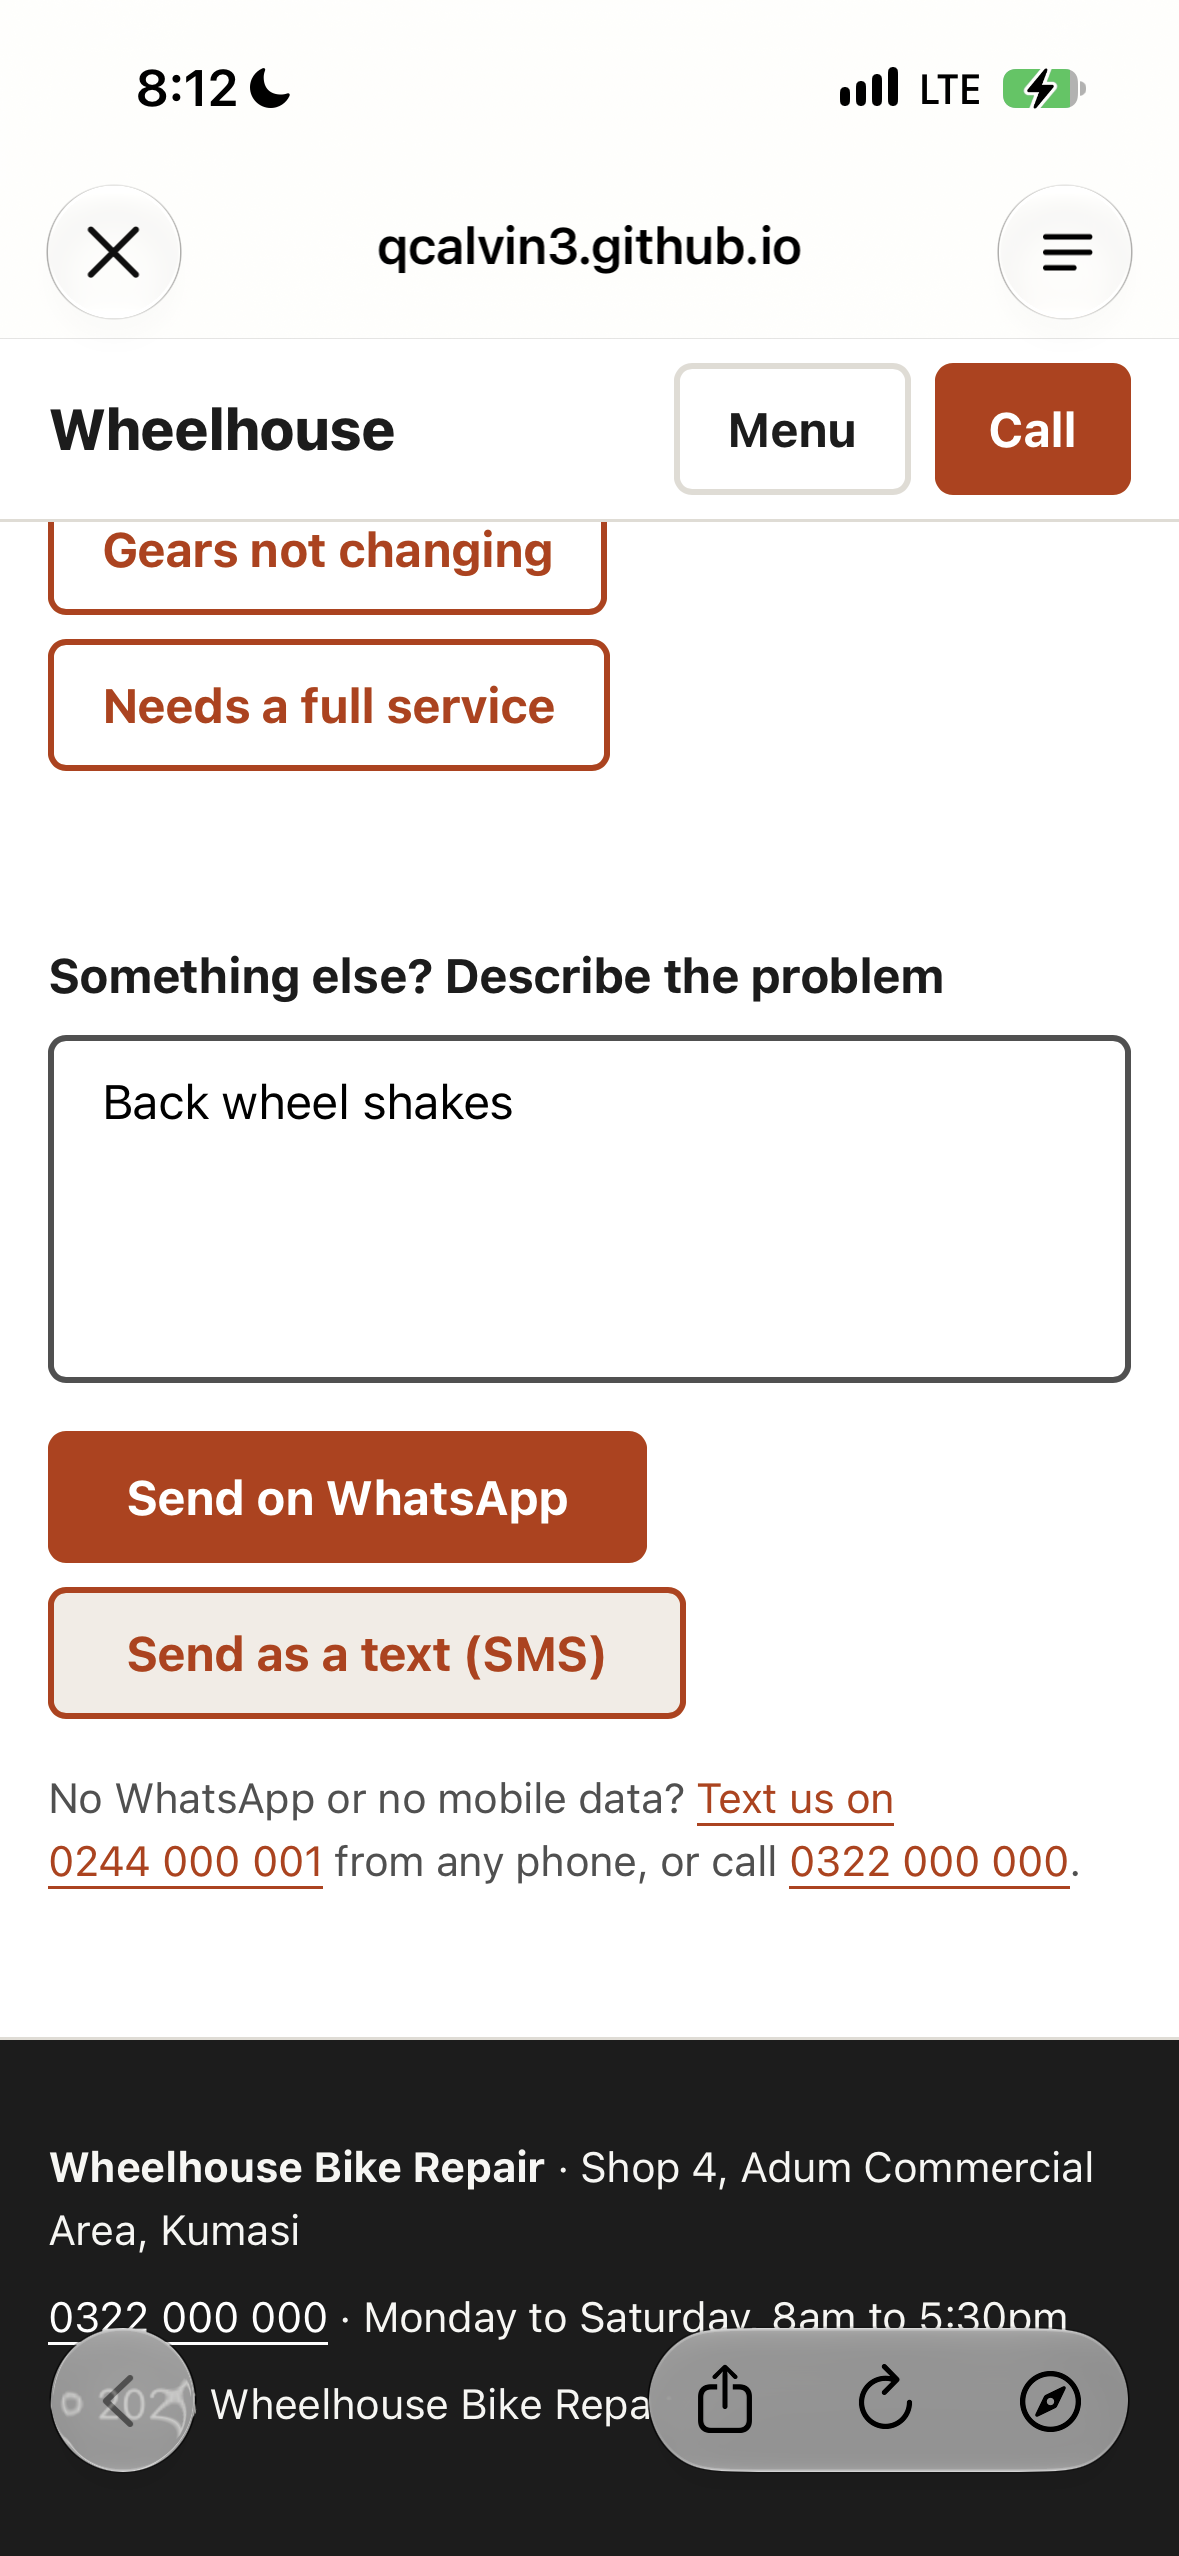 8:12
LTE
qcalvin3.github.io
Wheelhouse
Menu
Call
Gears not changing
Needs a full service
Something else? Describe the problem
Back wheel shakes
Send on WhatsApp
Send as a text (SMS)
No WhatsApp or no mobile data? Text us on
0244 000 001 from any phone, or call 0322 000 000.
Wheelhouse Bike Repair · Shop 4, Adum Commercial
Area, Kumasi
0322 000 000 · Monday to Saturday, 8am to 5:30pm
Wheelhouse Bike